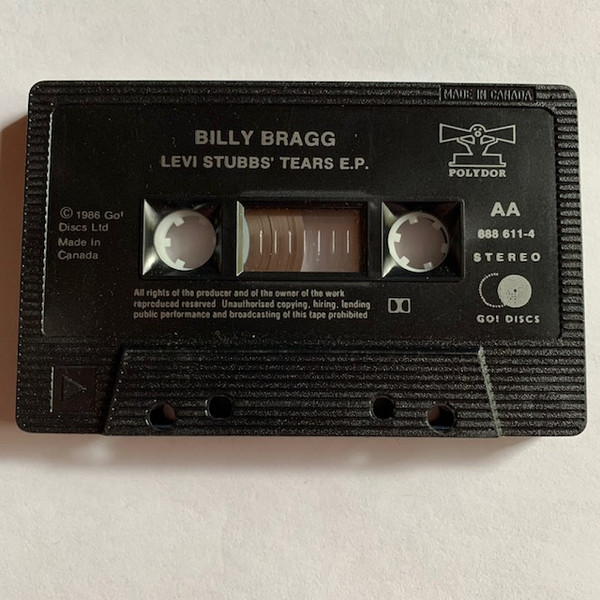 MADE IN CANADA
BILLY BRAGG
LEVI STUBBS' TEARS E.P.
POLYDOR
© 1986 Go!
Discs Ltd
Made In
Canada
AA
888 611-4
STEREO
GO! DISCS
All rights of the producer and of the owner of the work
repreduced reserved Unauthorised copying, hiring, lending
public performance and broadcasting of this tape prohibited